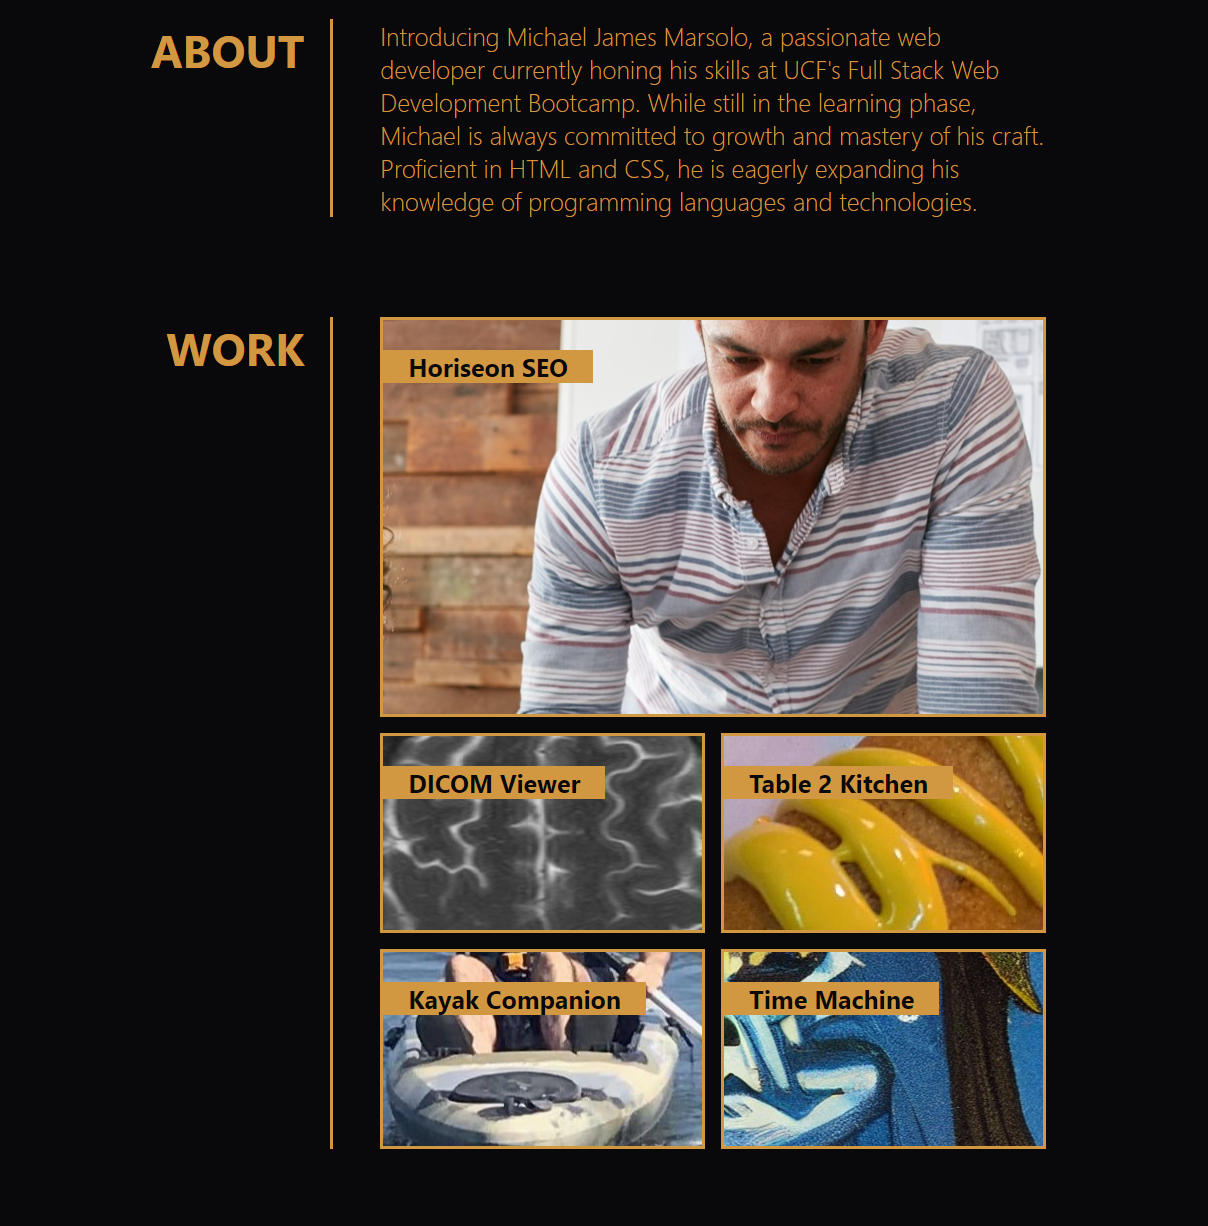 ABOUT
Introducing Michael James Marsolo, a passionate web
developer currently honing his skills at UCF's Full Stack Web
Development Bootcamp. While still in the learning phase,
Michael is always committed to growth and mastery of his craft.
Proficient in HTML and CSS, he is eagerly expanding his
knowledge of programming languages and technologies.
WORK
Horiseon SEO
DICOM Viewer
Table 2 Kitchen
Kayak Companion
Time Machine